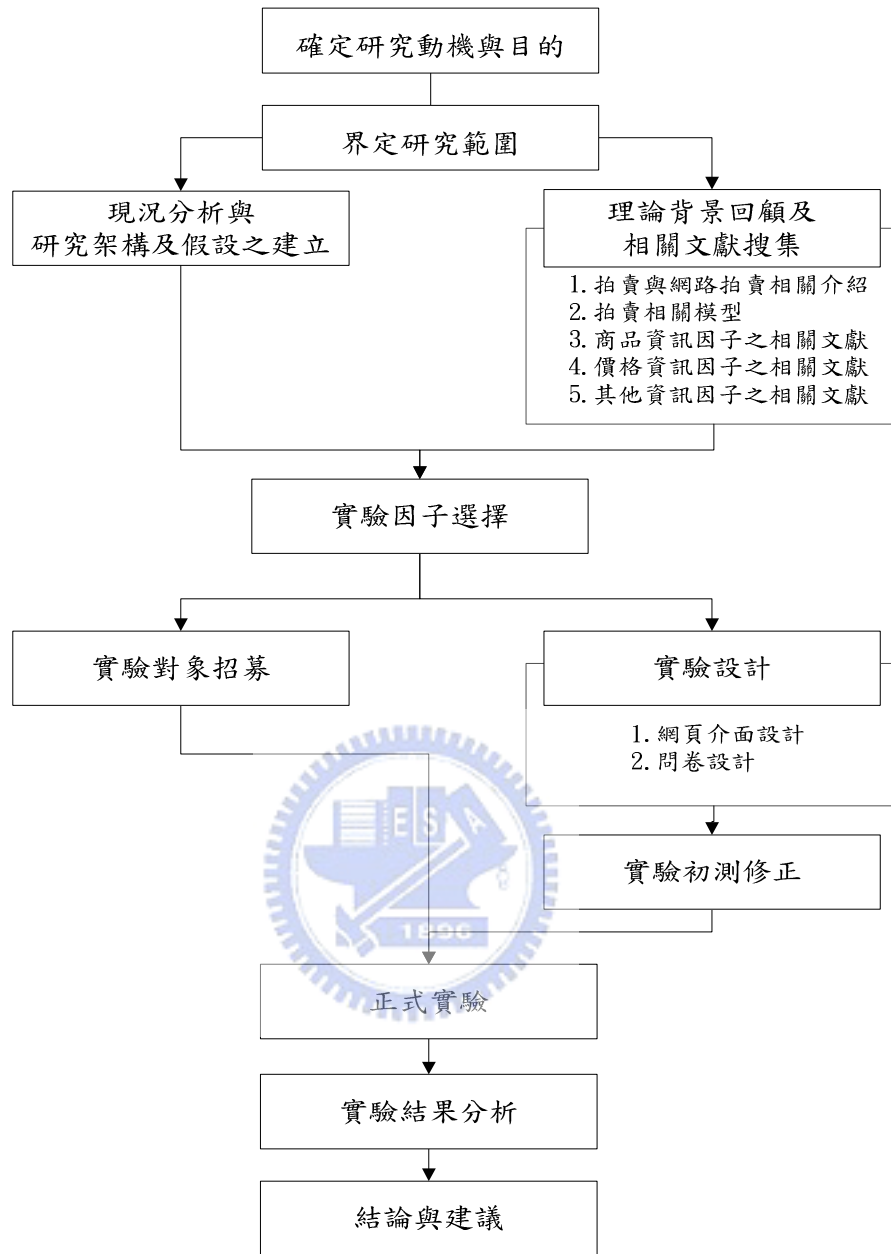 確定研究動機與目的
界定研究範圍
現況分析與
研究架構及假設之建立
理論背景回顧及
相關文獻搜集
1. 拍賣與網路拍賣相關介紹
2. 拍賣相關模型
3. 商品資訊因子之相關文獻
4. 價格資訊因子之相關文獻
5. 其他資訊因子之相關文獻
實驗因子選擇
實驗對象招募
實驗設計
1. 網頁介面設計
2. 問卷設計
實驗初測修正
ESA
1896
正式實驗
實驗結果分析
結論與建議